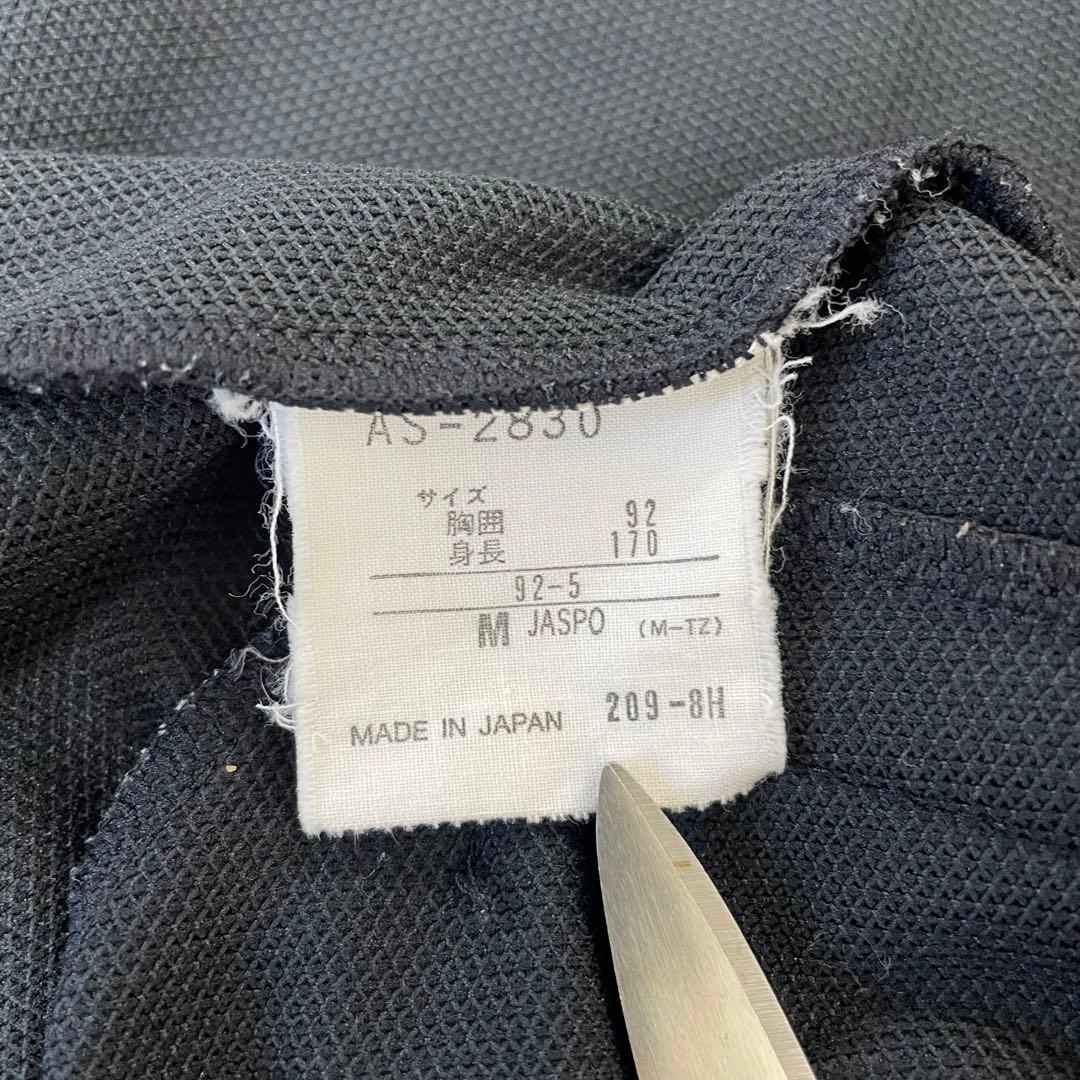 AS-2830
サイズ
胸囲 92
身長 170
92-5
M JASPO (M-TZ)
209-8H
MADE IN JAPAN